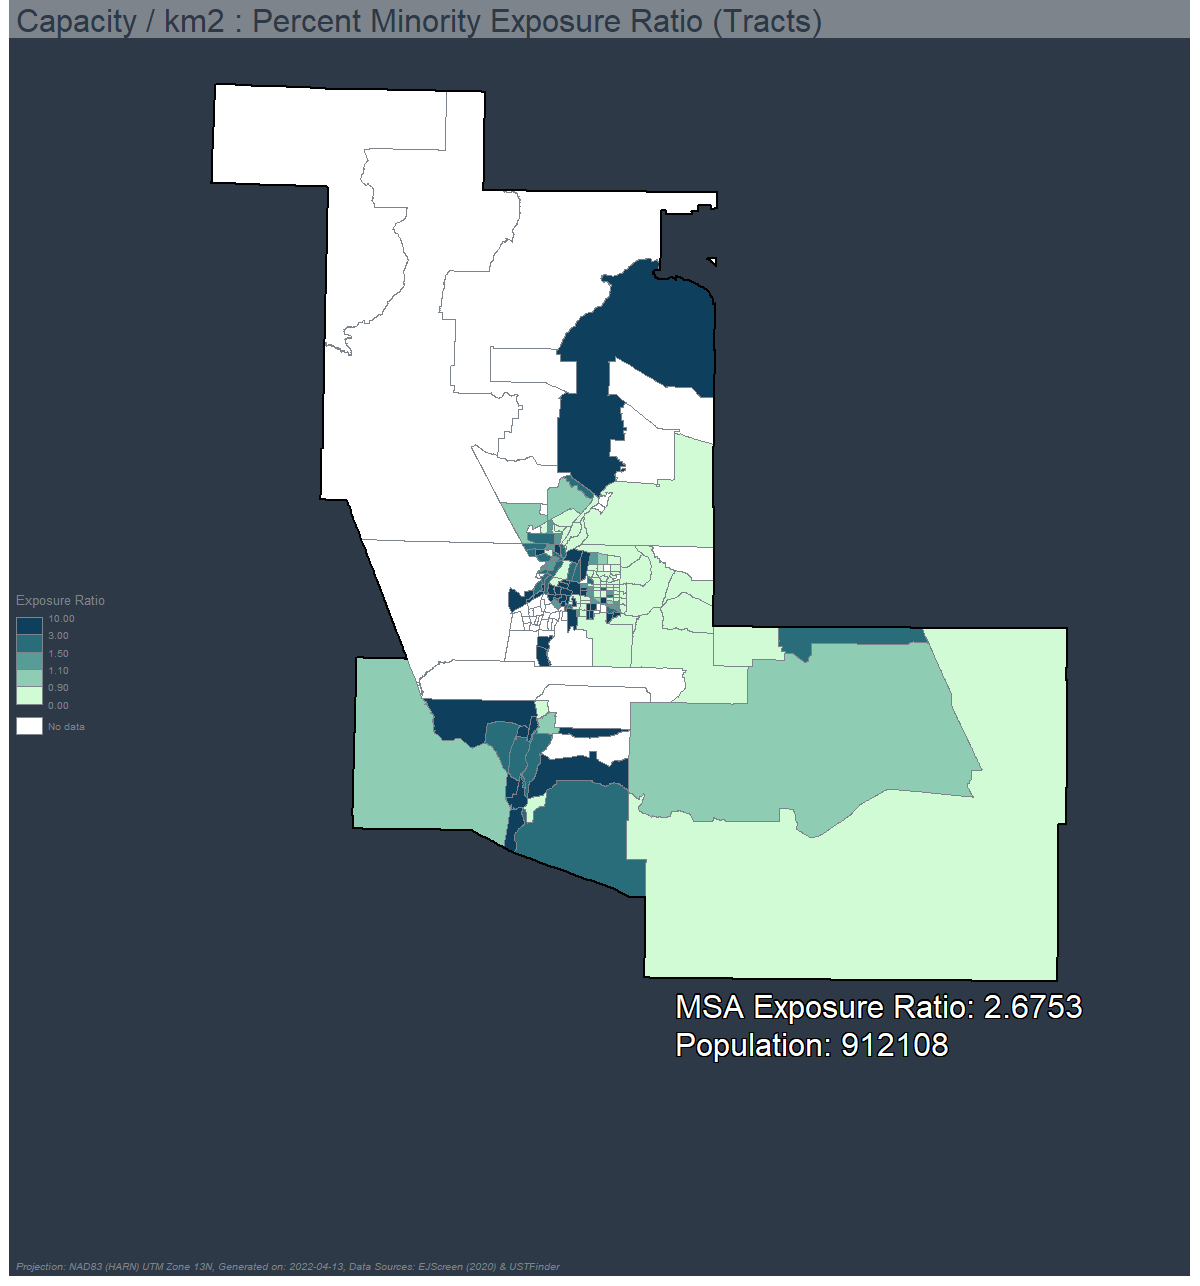 Capacity / km2 : Percent Minority Exposure Ratio (Tracts)
Exposure Ratio
10.00
3.00
1.50
1.10
0.90
0.00
No data
MSA Exposure Ratio: 2.6753
Population: 912108
Projection: NAD83 (HARN) UTM Zone 13N, Generated on: 2022-04-13, Data Sources: EJScreen (2020) & USTFinder